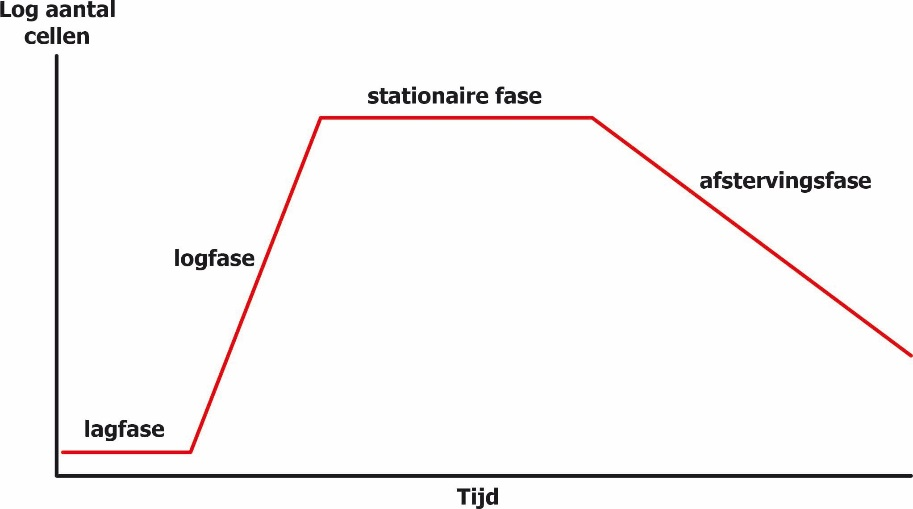 Log aantal
cellen
stationaire fase
afstervingsfase
logfase
lagfase
Tijd